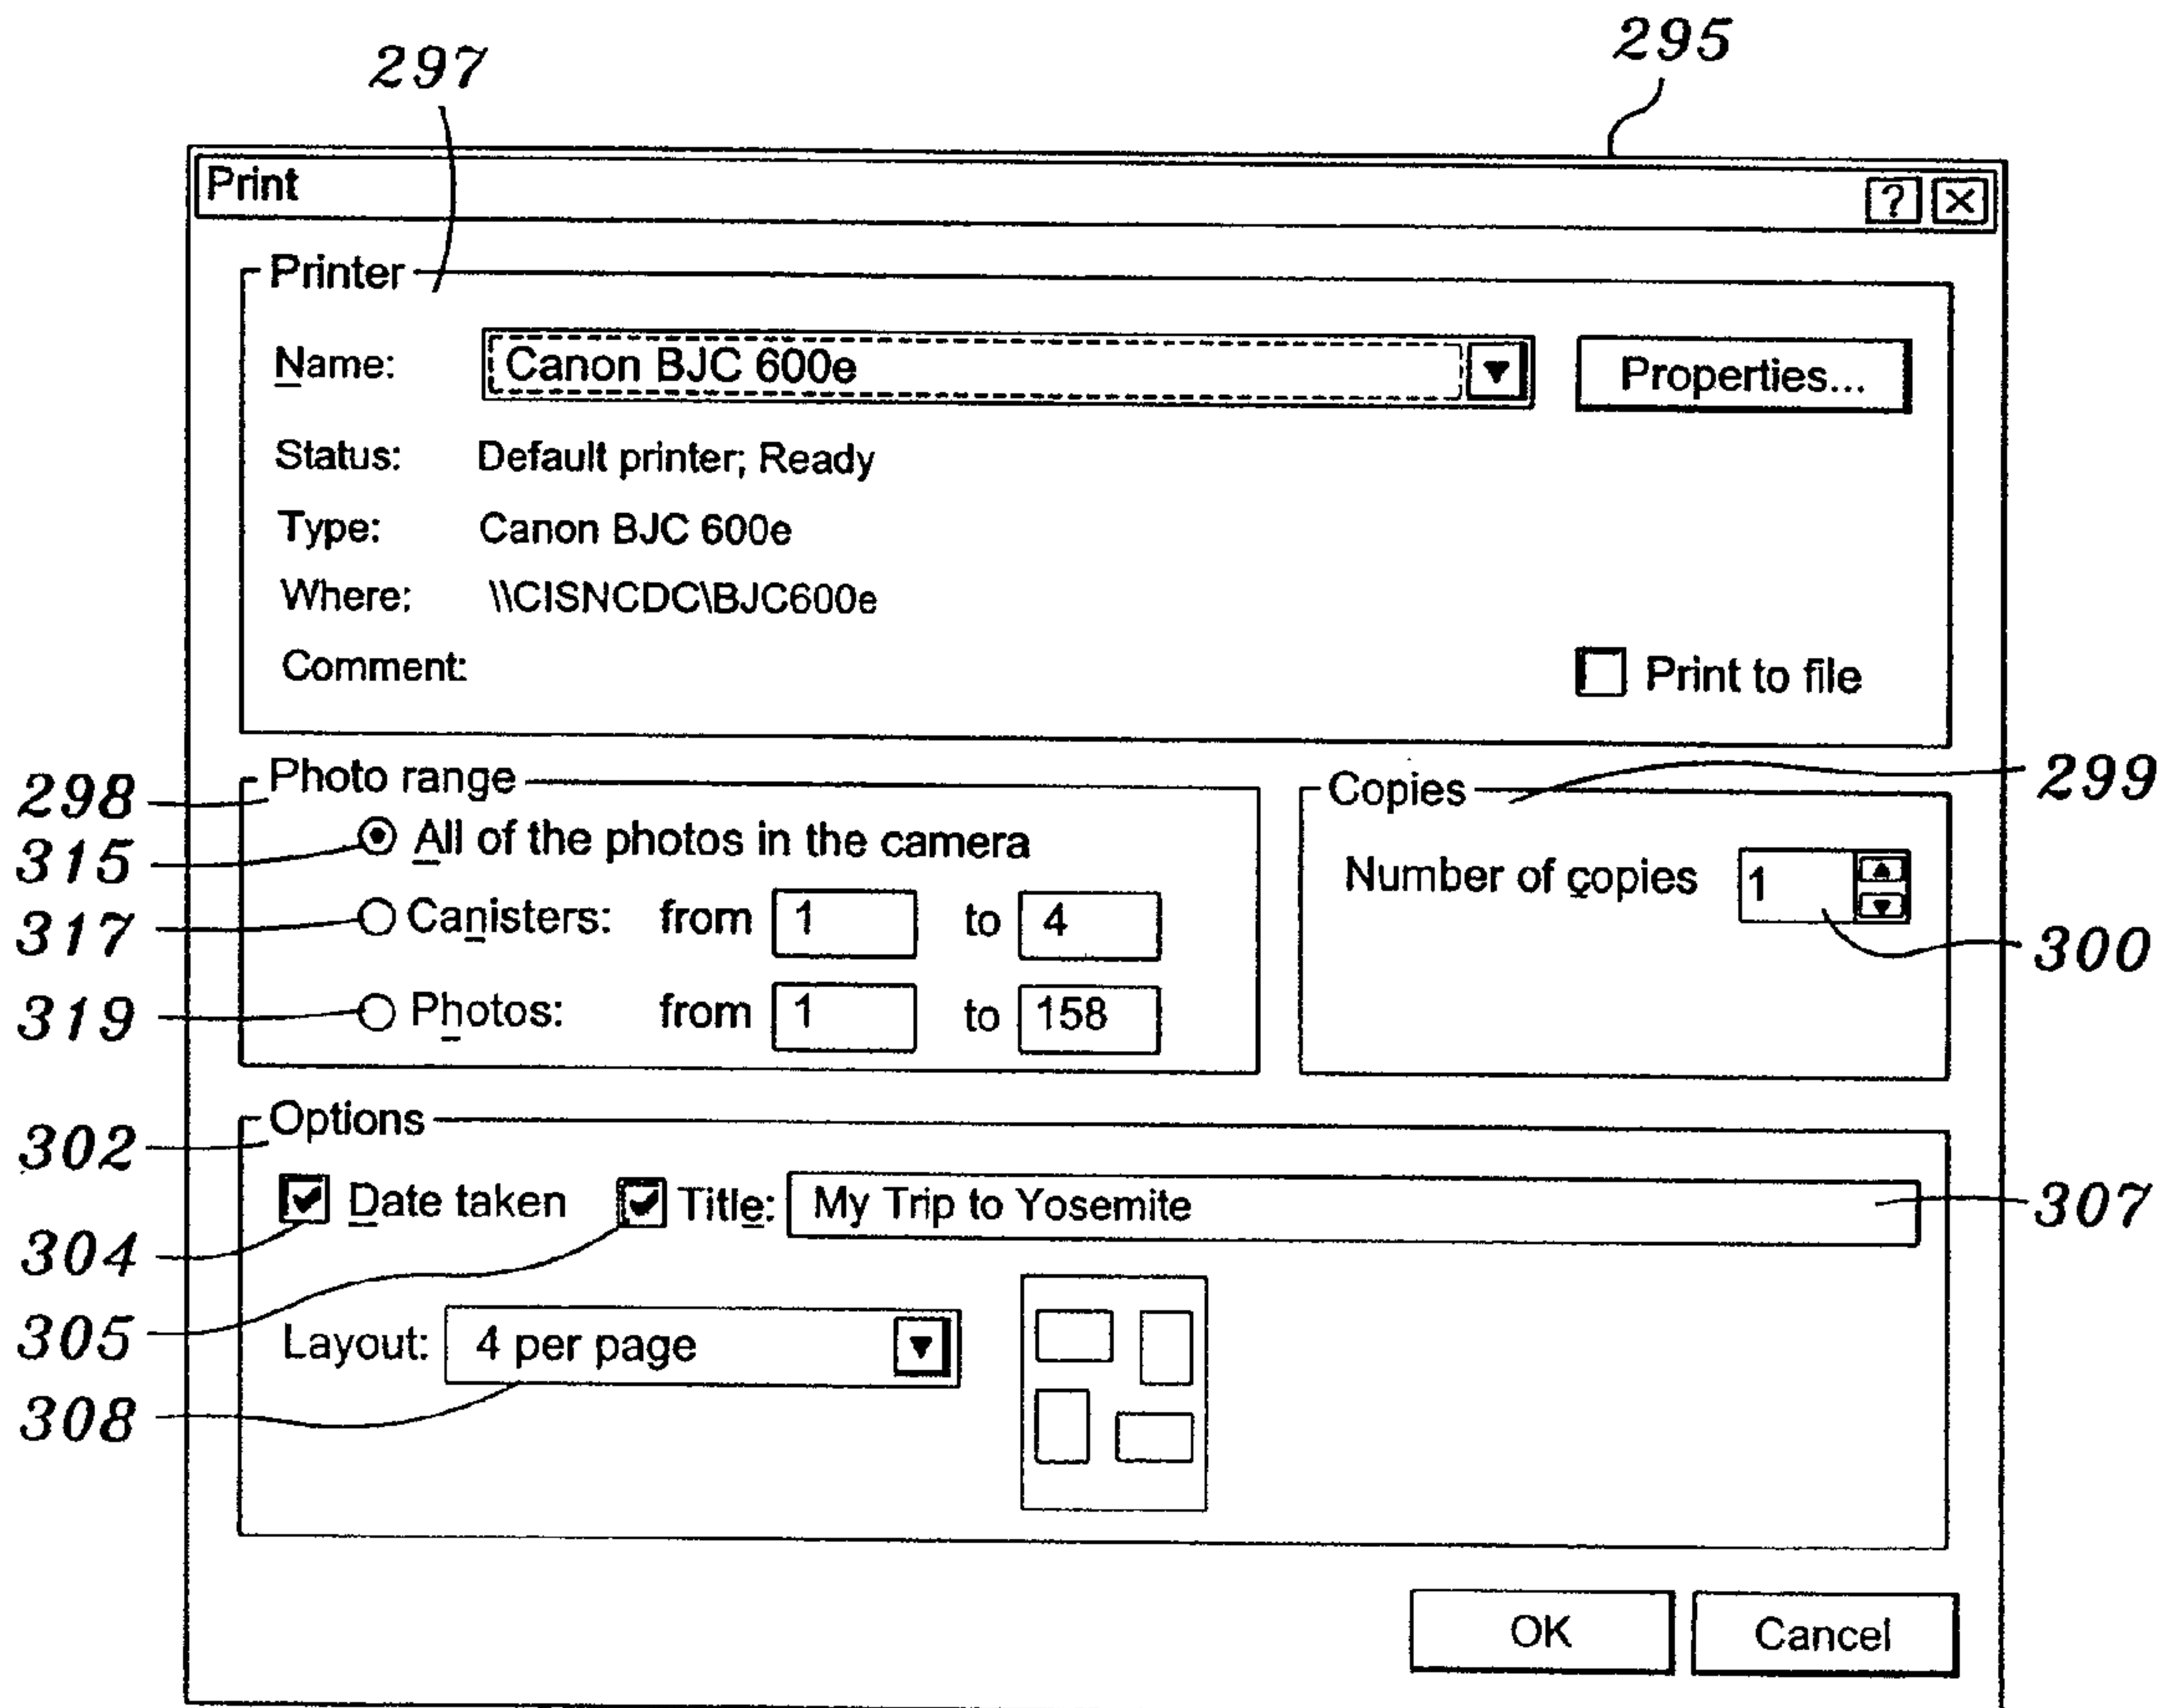 295
297
Print ?
Printer
Name: Canon BJC 600e Properties...
Status: Default printer; Ready
Type: Canon BJC 600e
Where: \\CISNCDC\BJC600e
Comment: Print to file
298 Photo range
Copies 299
315 All of the photos in the camera
Number of copies 1
317 Canisters: from 1 to 4
300
319 Photos: from 1 to 158
302 Options
Date taken Title: My Trip to Yosemite 307
304
305 Layout: 4 per page
308
OK Cancel